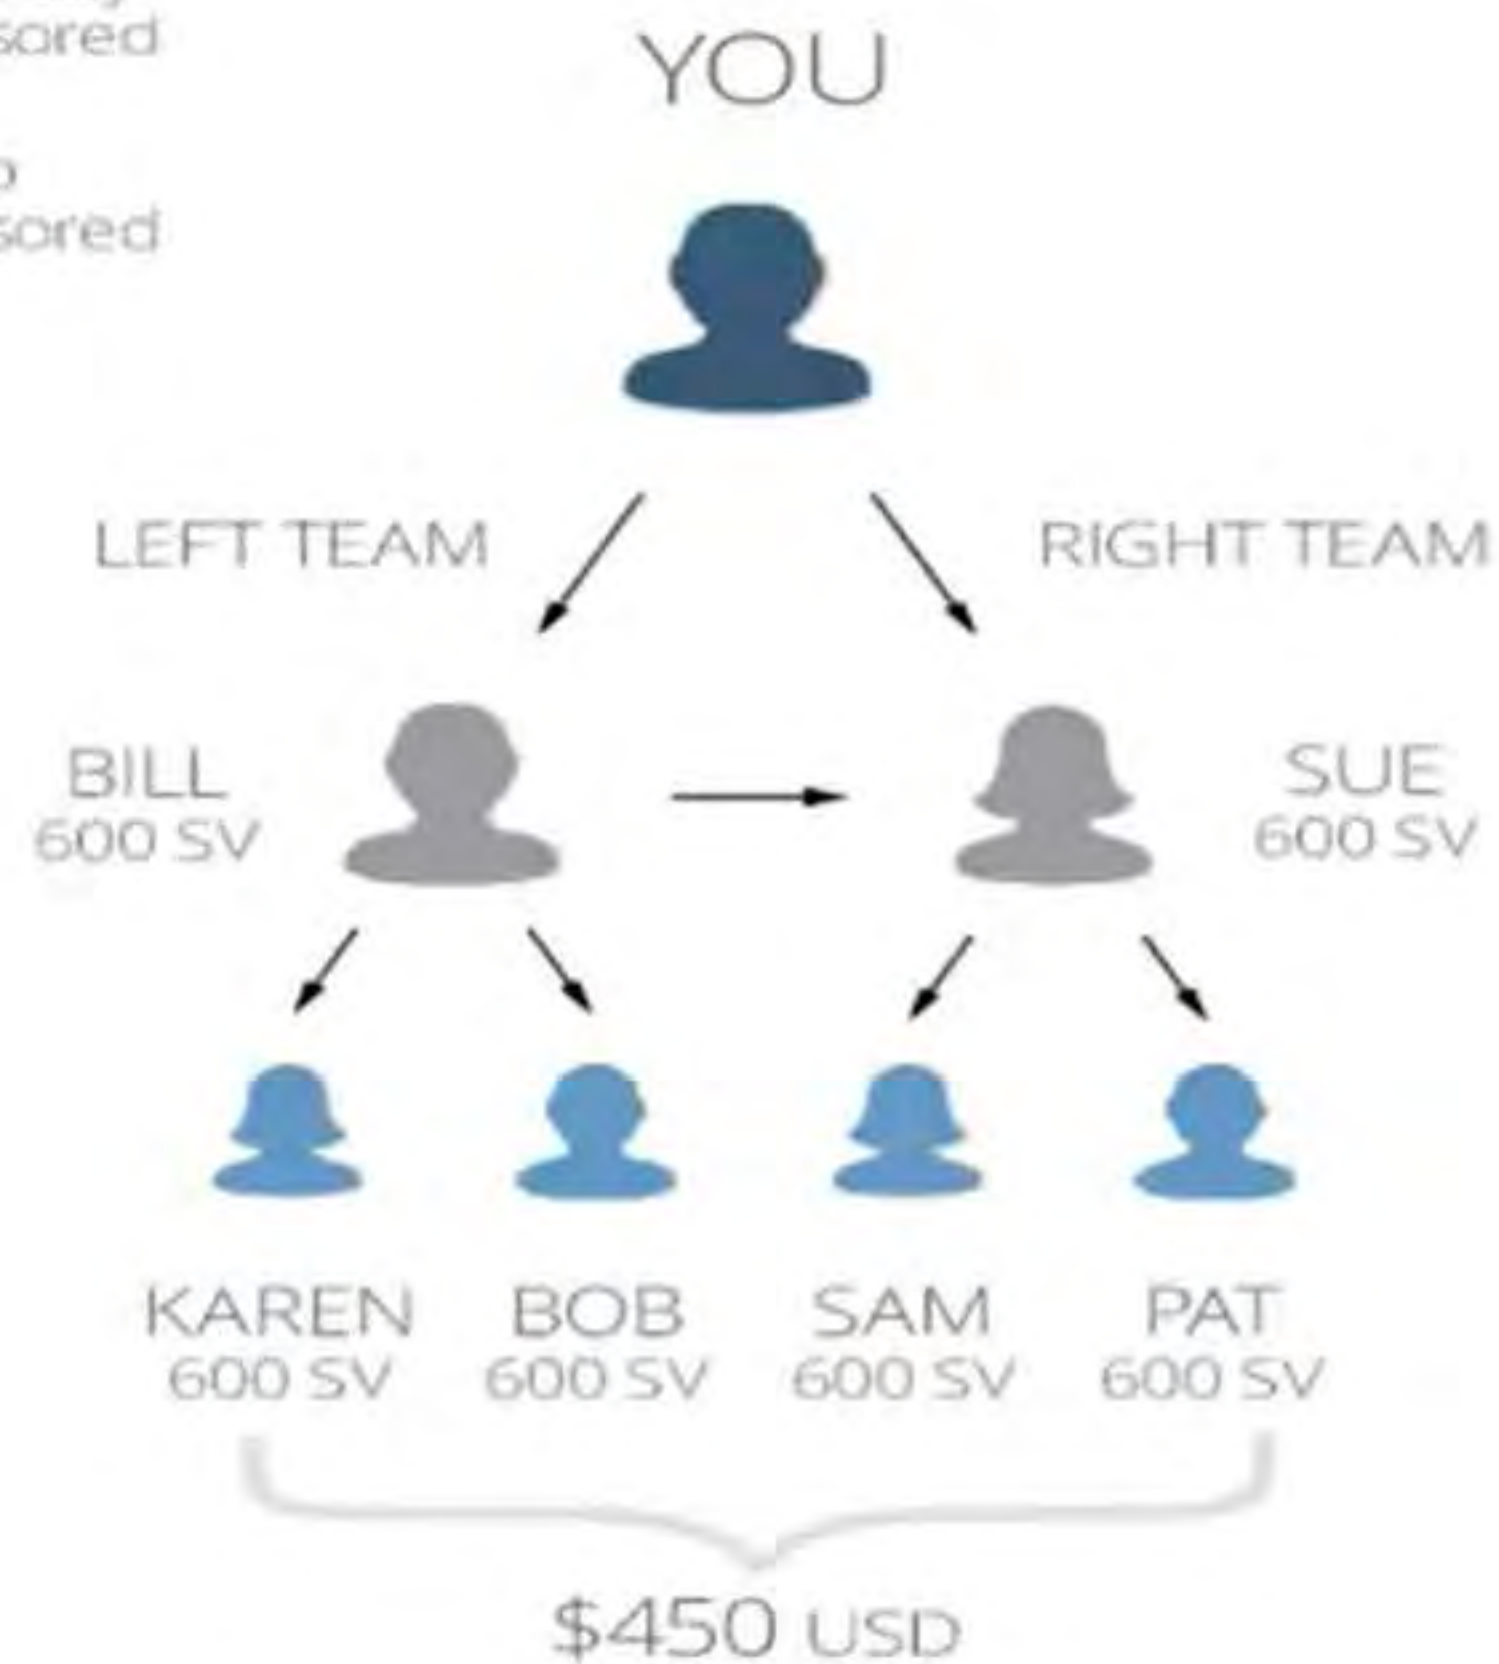 sored
YOU
sored
LEFT TEAM
RIGHT TEAM
BILL
600 SV
SUE
600 SV
KAREN
600 SV
BOB
600 SV
SAM
600 SV
PAT
600 SV
$450 USD